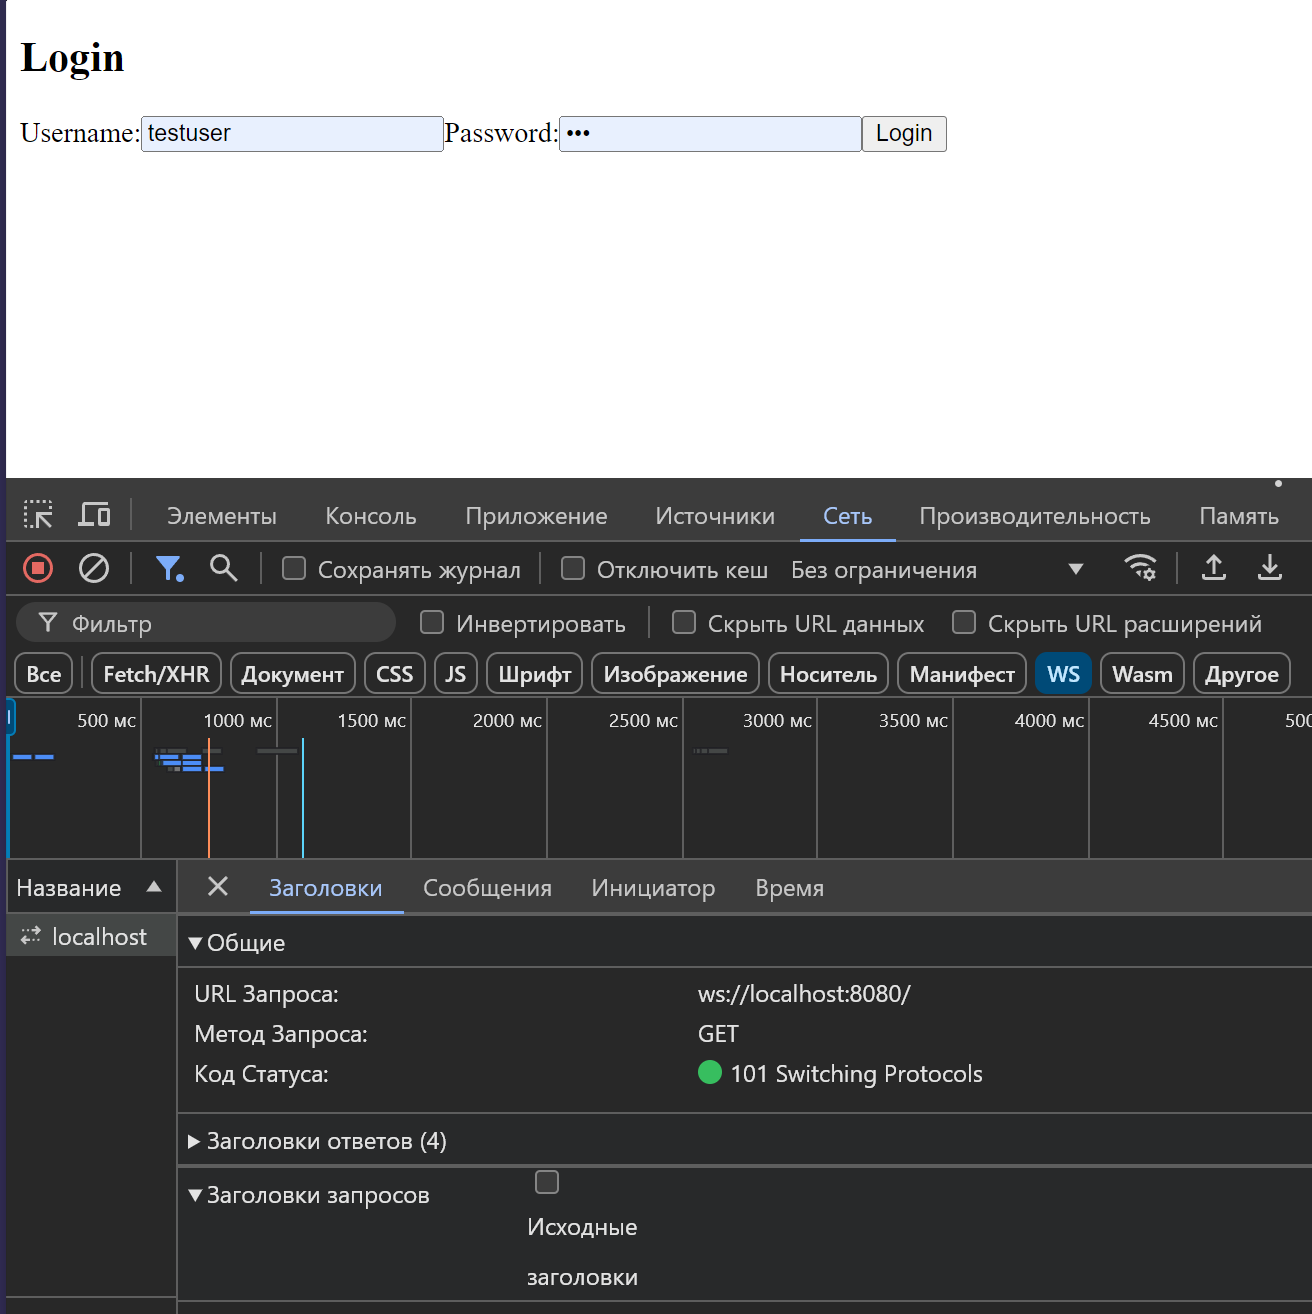 Login
Username: testuser Password: ••• Login
Элементы Консоль Приложение Источники Сеть Производительность Память
Сохранять журнал Отключить кеш Без ограничения
Фильтр Инвертировать Скрыть URL данных Скрыть URL расширений
Все Fetch/XHR Документ CSS JS Шрифт Изображение Носитель Манифест WS Wasm Другое
500 мс 1000 мс 1500 мс 2000 мс 2500 мс 3000 мс 3500 мс 4000 мс 4500 мс 500
Название Заголовки Сообщения Инициатор Время
localhost
Общие
URL Запроса: ws://localhost:8080/
Метод Запроса: GET
Код Статуса: 101 Switching Protocols
Заголовки ответов (4)
Заголовки запросов
Исходные
заголовки